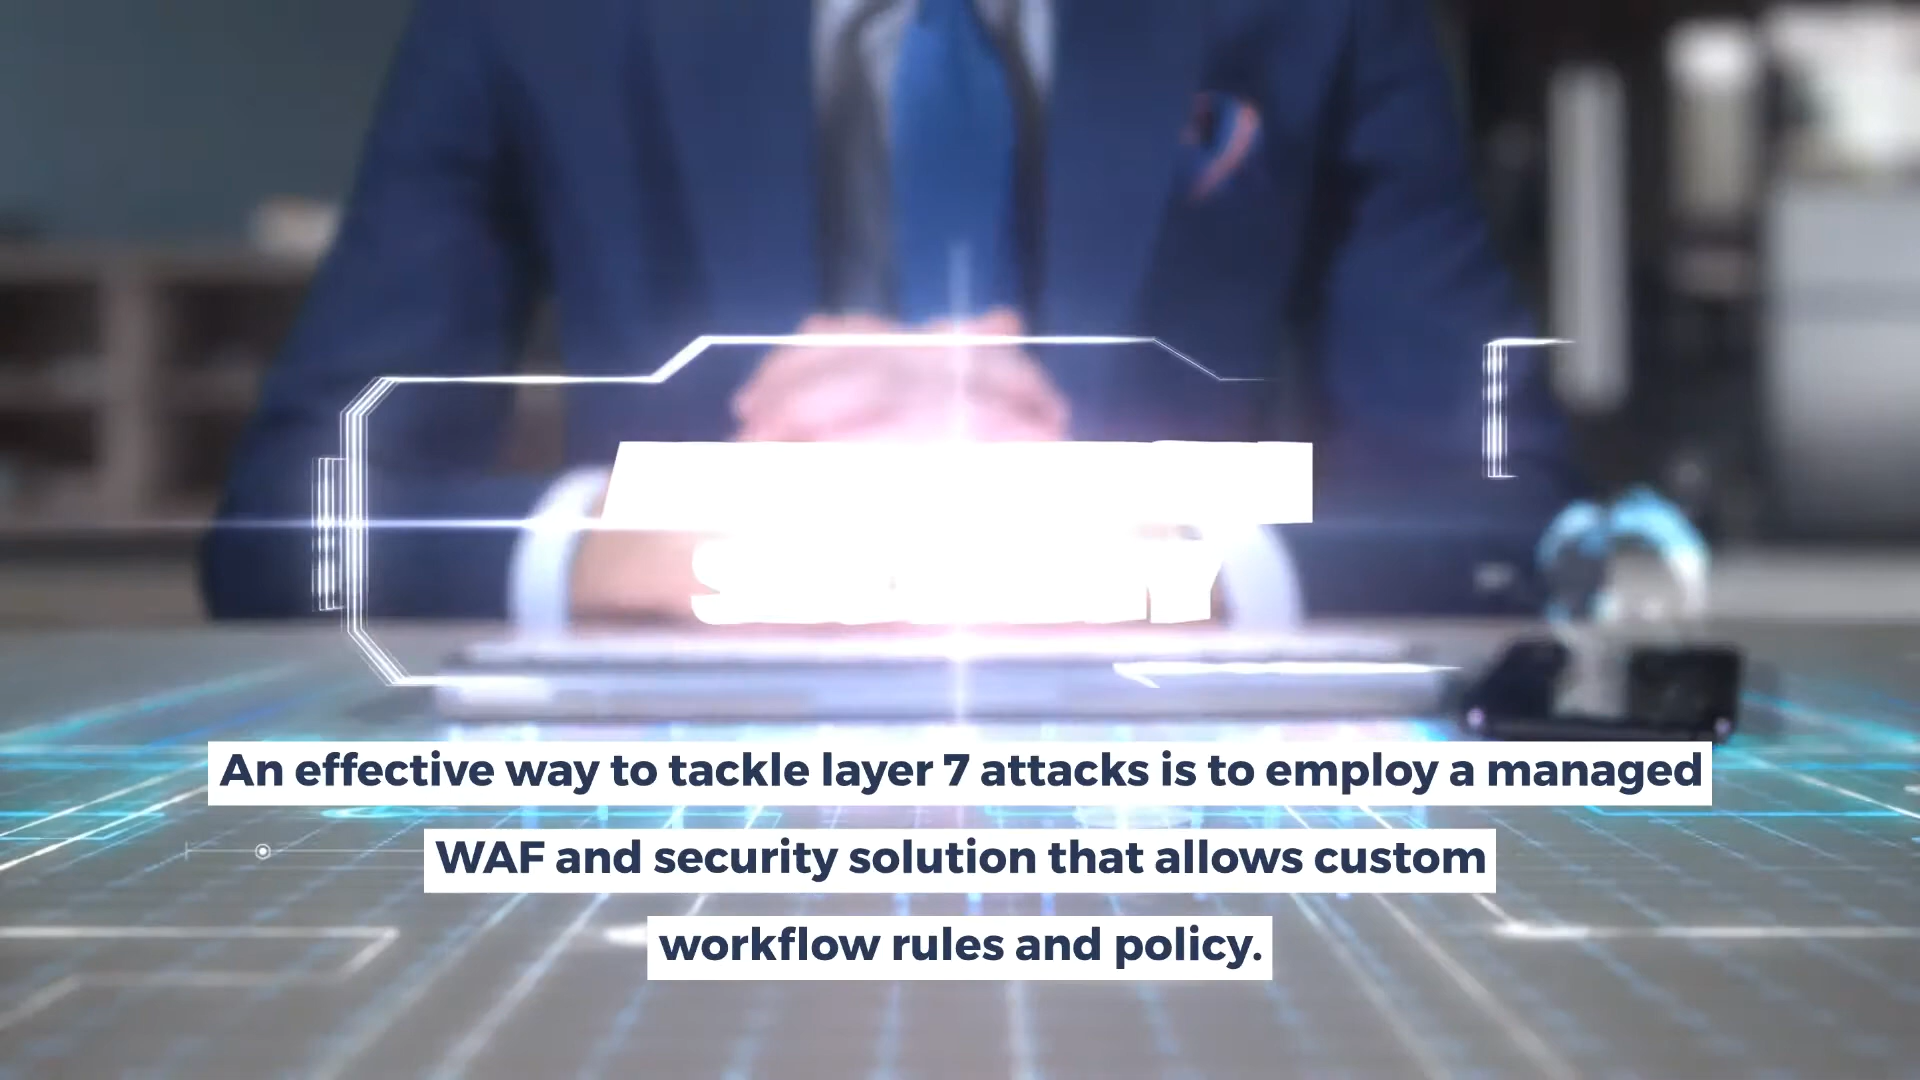 An effective way to tackle layer 7 attacks is to employ a managed
WAF and security solution that allows custom
workflow rules and policy.